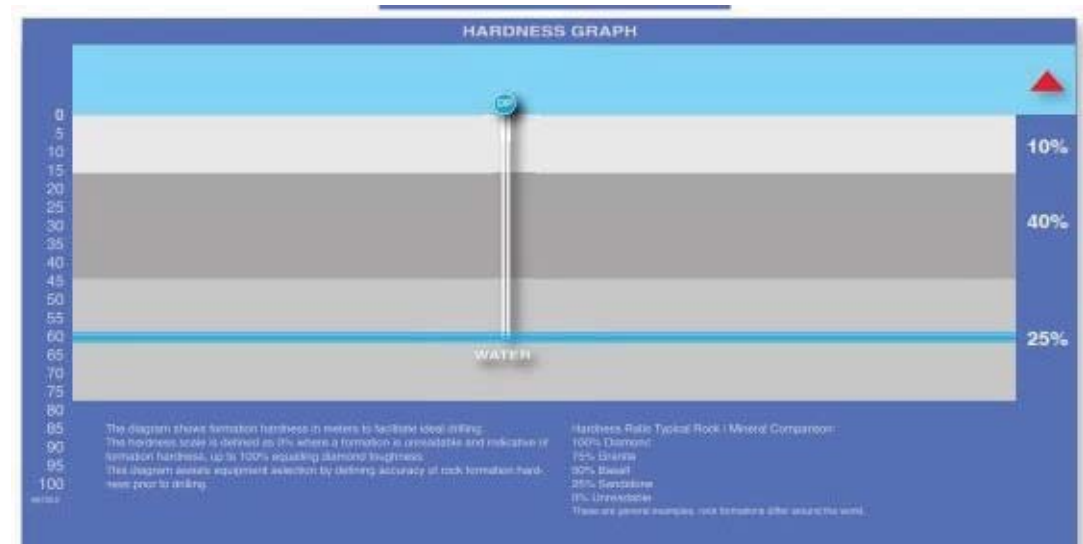 HARDNESS GRAPH
DP
0
5
10
15
20
25
30
35
40
45
50
55
60
65
70
75
80
85
90
95
100
10%
40%
25%
WATER
The diagram shows formation hardness in meters to facilitate ideal drilling.
The hardness scale is defined as 0% where a formation is unreadable and indicative of
formation hardness, up to 100% equaling diamond toughness.
This diagram assists equipment selection by defining accuracy of rock formation hard-
ness prior to drilling.
Hardness Ratio Typical Rock / Mineral Comparison:
100% Diamond
75% Granite
50% Basalt
25% Sandstone
0% Unreadable
These are general examples, rock formations differ around the world.